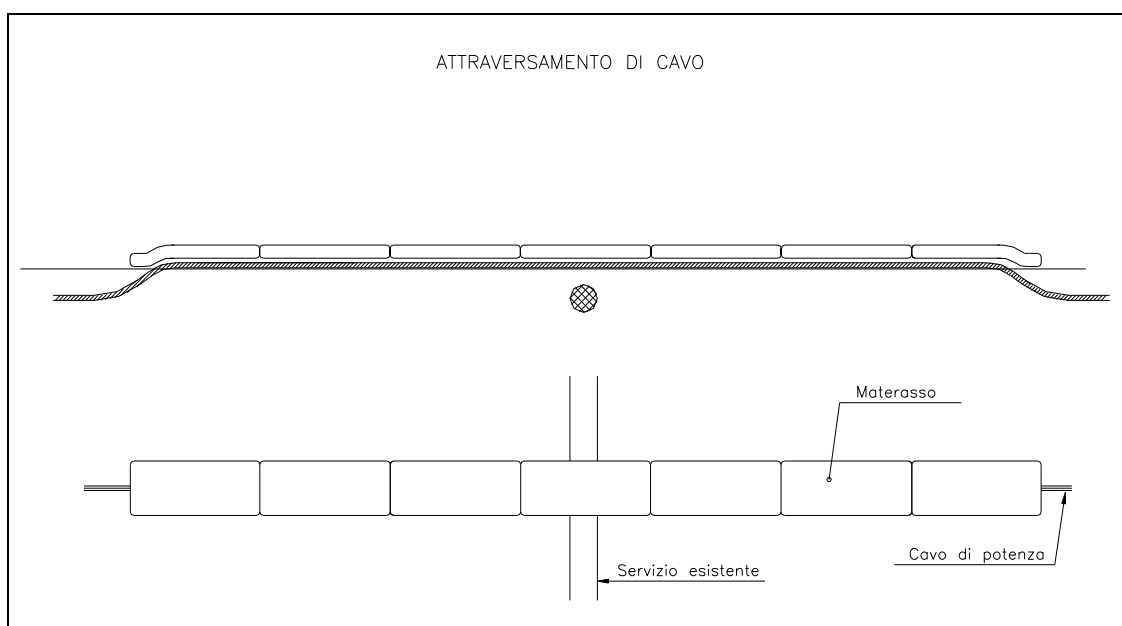 ATTRAVERSAMENTO DI CAVO
Materasso
Cavo di potenza
Servizio esistente